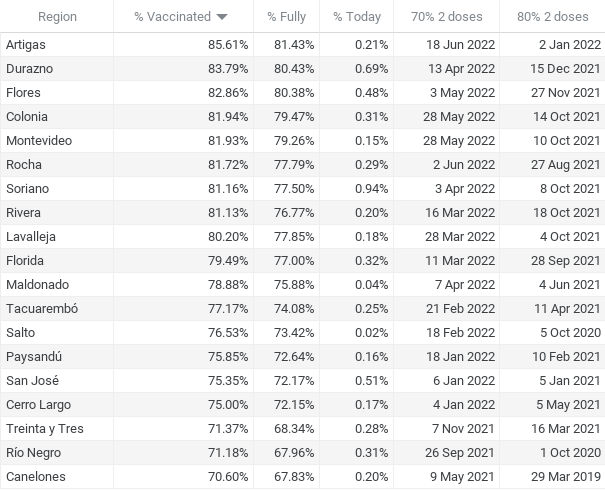 Region % Vaccinated % Fully % Today 70% 2 doses 80% 2 doses
Artigas 85.61% 81.43% 0.21% 18 Jun 2022 2 Jan 2022
Durazno 83.79% 80.43% 0.69% 13 Apr 2022 15 Dec 2021
Flores 82.86% 80.38% 0.48% 3 May 2022 27 Nov 2021
Colonia 81.94% 79.47% 0.31% 28 May 2022 14 Oct 2021
Montevideo 81.93% 79.26% 0.15% 28 May 2022 10 Oct 2021
Rocha 81.72% 77.79% 0.29% 2 Jun 2022 27 Aug 2021
Soriano 81.16% 77.50% 0.94% 3 Apr 2022 8 Oct 2021
Rivera 81.13% 76.77% 0.20% 16 Mar 2022 18 Oct 2021
Lavalleja 80.20% 77.85% 0.18% 28 Mar 2022 4 Oct 2021
Florida 79.49% 77.00% 0.32% 11 Mar 2022 28 Sep 2021
Maldonado 78.88% 75.88% 0.04% 7 Apr 2022 4 Jun 2021
Tacuarembó 77.17% 74.08% 0.25% 21 Feb 2022 11 Apr 2021
Salto 76.53% 73.42% 0.02% 18 Feb 2022 5 Oct 2020
Paysandú 75.85% 72.64% 0.16% 18 Jan 2022 10 Feb 2021
San José 75.35% 72.17% 0.51% 6 Jan 2022 5 Jan 2021
Cerro Largo 75.00% 72.15% 0.17% 4 Jan 2022 5 May 2021
Treinta y Tres 71.37% 68.34% 0.28% 7 Nov 2021 16 Mar 2021
Río Negro 71.18% 67.96% 0.31% 26 Sep 2021 1 Oct 2020
Canelones 70.60% 67.83% 0.20% 9 May 2021 29 Mar 2019